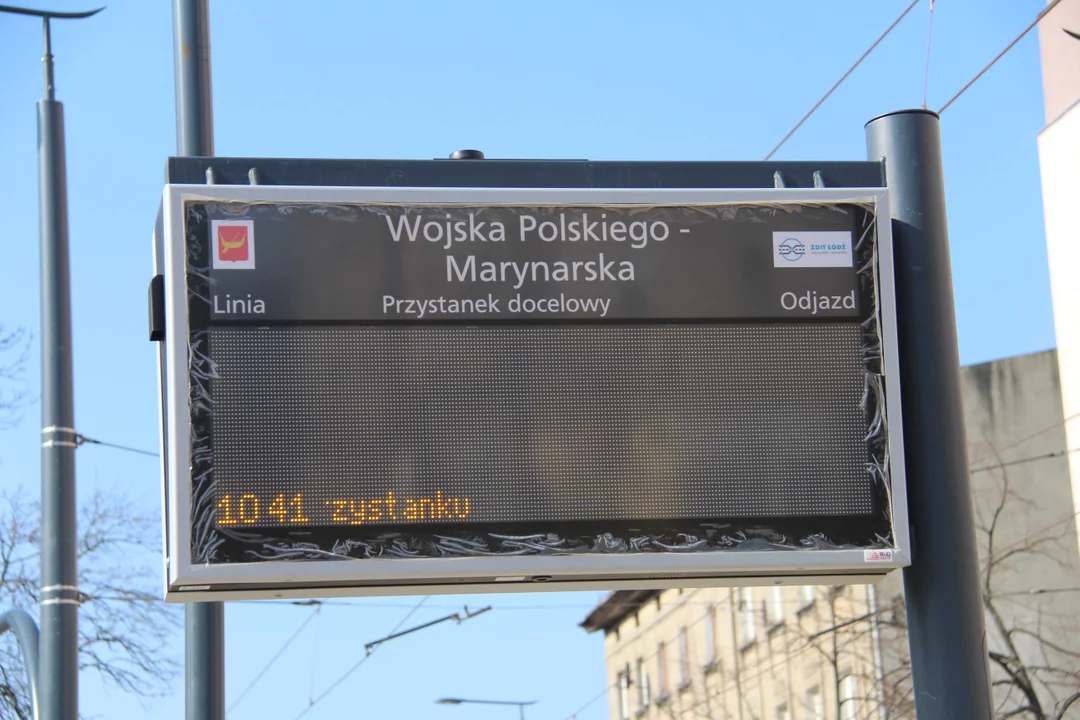 Wojska Polskiego -
Marynarska
ZDIT ŁÓDŹ
Linia Przystanek docelowy Odjazd
10 41 zystanku